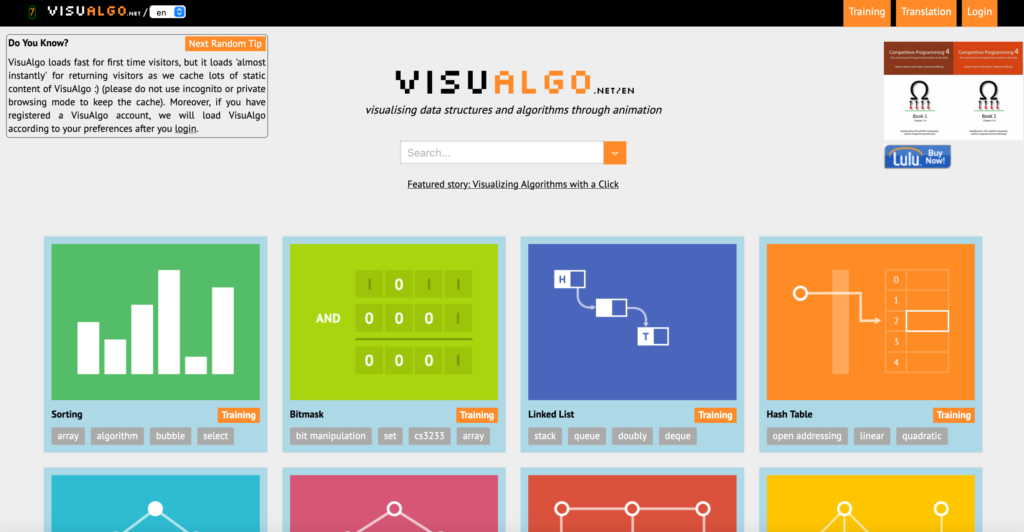 7 VISUALGO.NET / en Training Translation Login
Do You Know? Next Random Tip
VisuAlgo loads fast for first time visitors, but it loads 'almost
instantly' for returning visitors as we cache lots of static
content of VisuAlgo :) (please do not use incognito or private
browsing mode to keep the cache). Moreover, if you have
registered a VisuAlgo account, we will load VisuAlgo
according to your preferences after you login.
VISUALGO.NET/EN
visualising data structures and algorithms through animation
Search...
Featured story: Visualizing Algorithms with a Click
Competitive Programming 4 Competitive Programming 4
Book 1 Book 2
Lulu Buy
Now!
I 0 I I
AND 0 0 0 I
0 0 0 I
H
T
0
1
2
3
4
Sorting Training
array algorithm bubble select
Bitmask Training
bit manipulation set cs3233 array
Linked List Training
stack queue doubly deque
Hash Table Training
open addressing linear quadratic